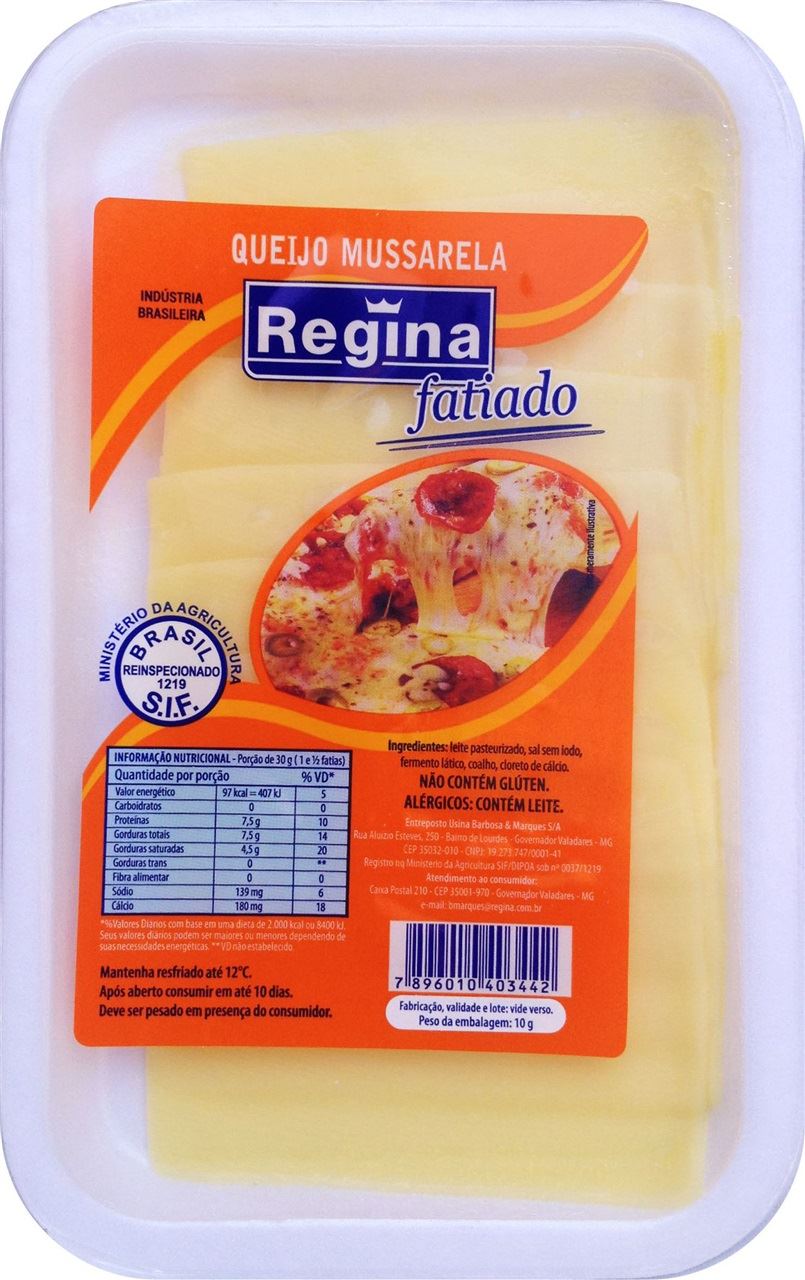 QUEIJO MUSSARELA
INDÚSTRIA
BRASILEIRA
Regina
fatiado
meramente ilustrativa
MINISTÉRIO DA AGRICULTURA
BRASIL
REINSPECIONADO
1219
S.I.F.
INFORMAÇÃO NUTRICIONAL - Porção de 30 g ( 1 e ½ fatias)
Quantidade por porção % VD*
Valor energético 97 kcal = 407 kJ 5
Carboidratos 0 0
Proteínas 7,5 g 10
Gorduras totais 7,5 g 14
Gorduras saturadas 4,5 g 20
Gorduras trans 0 **
Fibra alimentar 0 0
Sódio 139 mg 6
Cálcio 180 mg 18
*%Valores Diários com base em uma dieta de 2.000 kcal ou 8400 kJ.
Seus valores diários podem ser maiores ou menores dependendo de
suas necessidades energéticas. ** VD não estabelecido
Mantenha resfriado até 12°C.
Após aberto consumir em até 10 dias.
Deve ser pesado em presença do consumidor.
Ingredientes: leite pasteurizado, sal sem iodo,
fermento lático, coalho, cloreto de cálcio.
NÃO CONTÉM GLÚTEN.
ALÉRGICOS: CONTÉM LEITE.
Entreposto Usina Barbosa & Marques S/A
Rua Aluizio Esteves, 250 - Bairro de Lourdes - Governador Valadares - MG
CEP 35032-010 - CNPJ: 19.273.747/0001-41
Registro no Ministério da Agricultura SIF/DIPOA sob nº 0037/1219
Atendimento ao consumidor:
Caixa Postal 210 - CEP 35001-970 - Governador Valadares - MG
e-mail: bmarques@regina.com.br
7 896010 403442
Fabricação, validade e lote: vide verso.
Peso da embalagem: 10 g